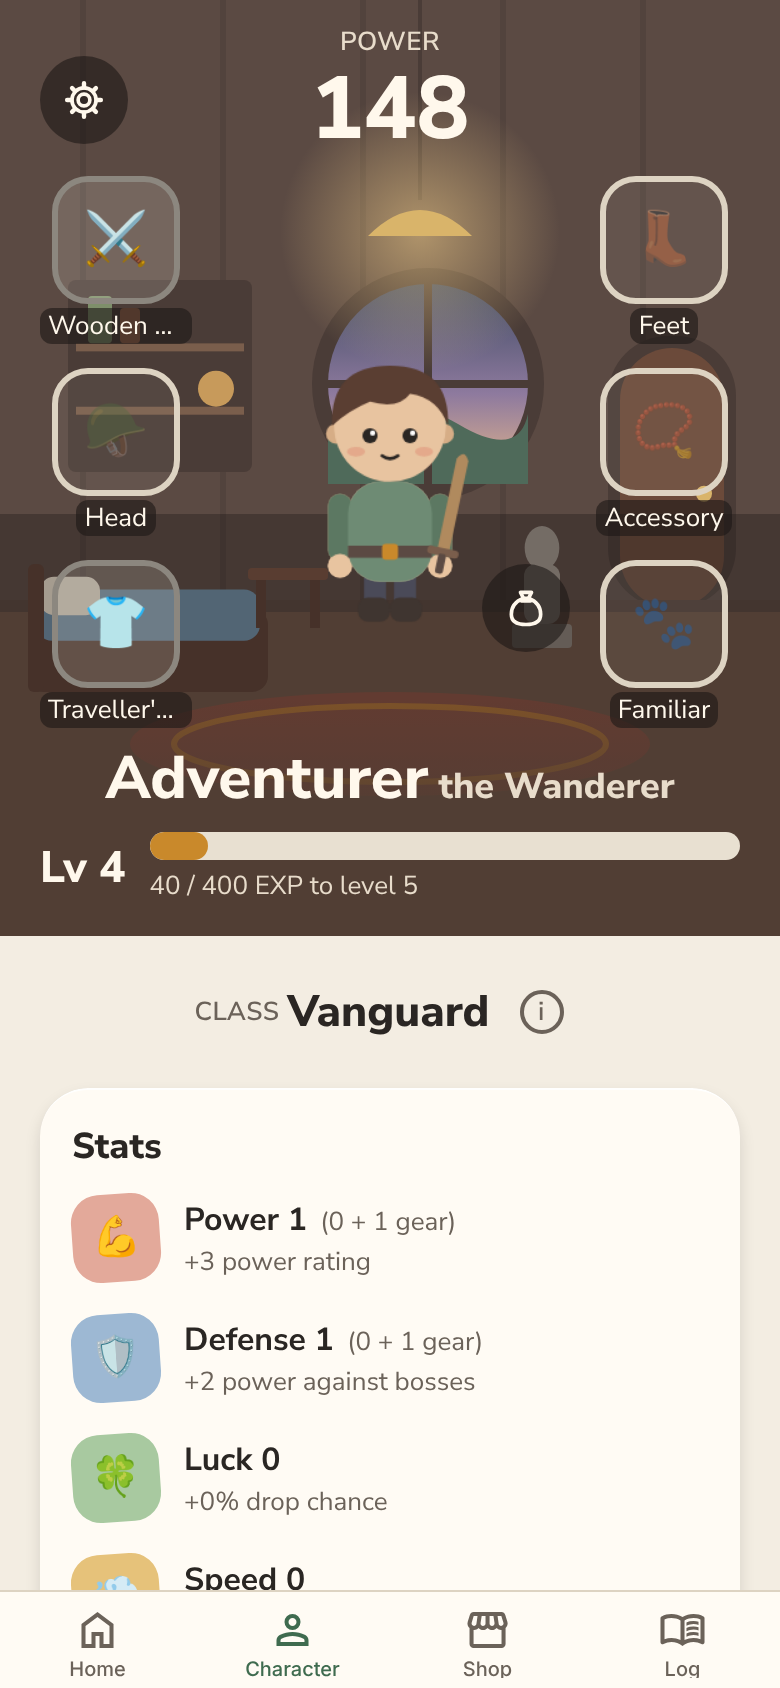 POWER
148
Wooden ...
Feet
Head
Accessory
Traveller'...
Familiar
Adventurer the Wanderer
Lv 4
40 / 400 EXP to level 5
CLASS Vanguard
Stats
Power 1 (0 + 1 gear)
+3 power rating
Defense 1 (0 + 1 gear)
+2 power against bosses
Luck 0
+0% drop chance
Speed 0
Home
Character
Shop
Log